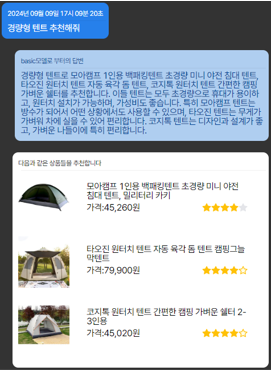 2024년 09월 09일 17시 09분 20초
경량형 텐트 추천해줘
basic모델로 부터의 답변
경량형 텐트로 모아캠프 1인용 백패킹텐트 초경량 미니 야전 침대 텐트,
타오진 원터치 텐트 자동 육각 돔 텐트, 코지톡 원터치 텐트 간편한 캠핑
가벼운 쉘터를 추천합니다. 이들 텐트는 모두 초경량으로 휴대가 용이하
고, 원터치 설치가 가능하며, 가성비도 좋습니다. 특히 모아캠프 텐트는
방수가 되어서 어떤 상황에서도 사용할 수 있으며, 타오진 텐트는 무게가
가벼워 차에 실을 수 있어 편리합니다. 코지톡 텐트는 디자인과 설계가 좋
고, 가벼운 나들이에 특히 편리합니다.
다음과 같은 상품들을 추천합니다
모아캠프 1인용 백패킹텐트 초경량 미니 야전
침대 텐트, 밀리터리 카키
가격:45,260원
타오진 원터치 텐트 자동 육각 돔 텐트 캠핑그늘
막텐트
가격:79,900원
코지톡 원터치 텐트 간편한 캠핑 가벼운 쉘터 2-
3인용
가격:45,020원